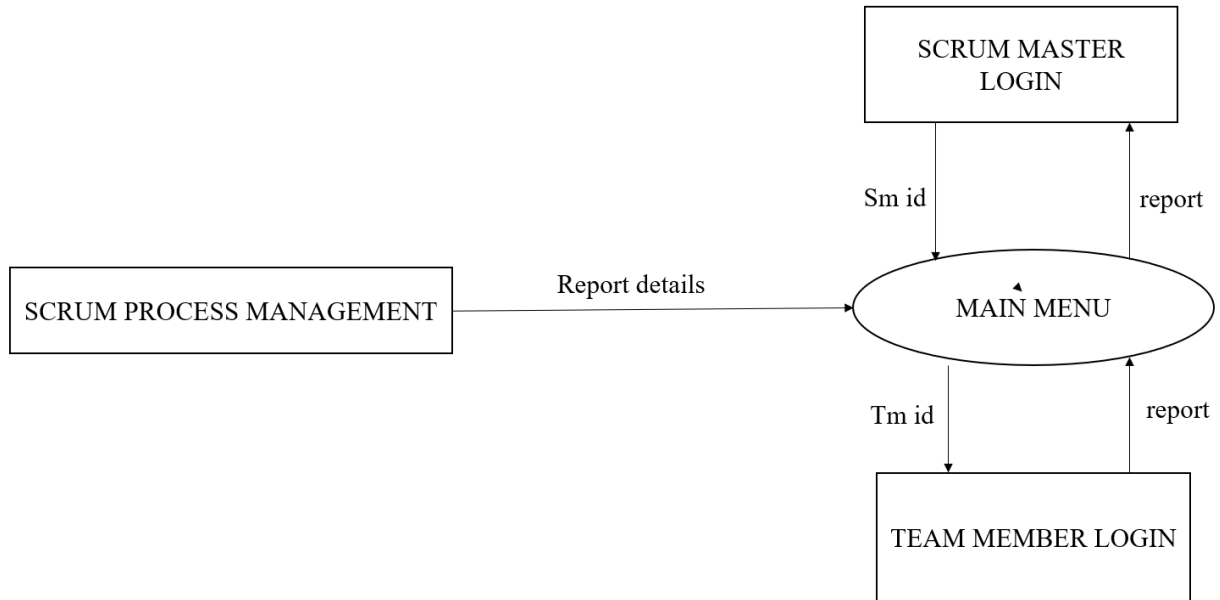 SCRUM MASTER
LOGIN
Sm id
report
Report details
SCRUM PROCESS MANAGEMENT
MAIN MENU
Tm id
report
TEAM MEMBER LOGIN